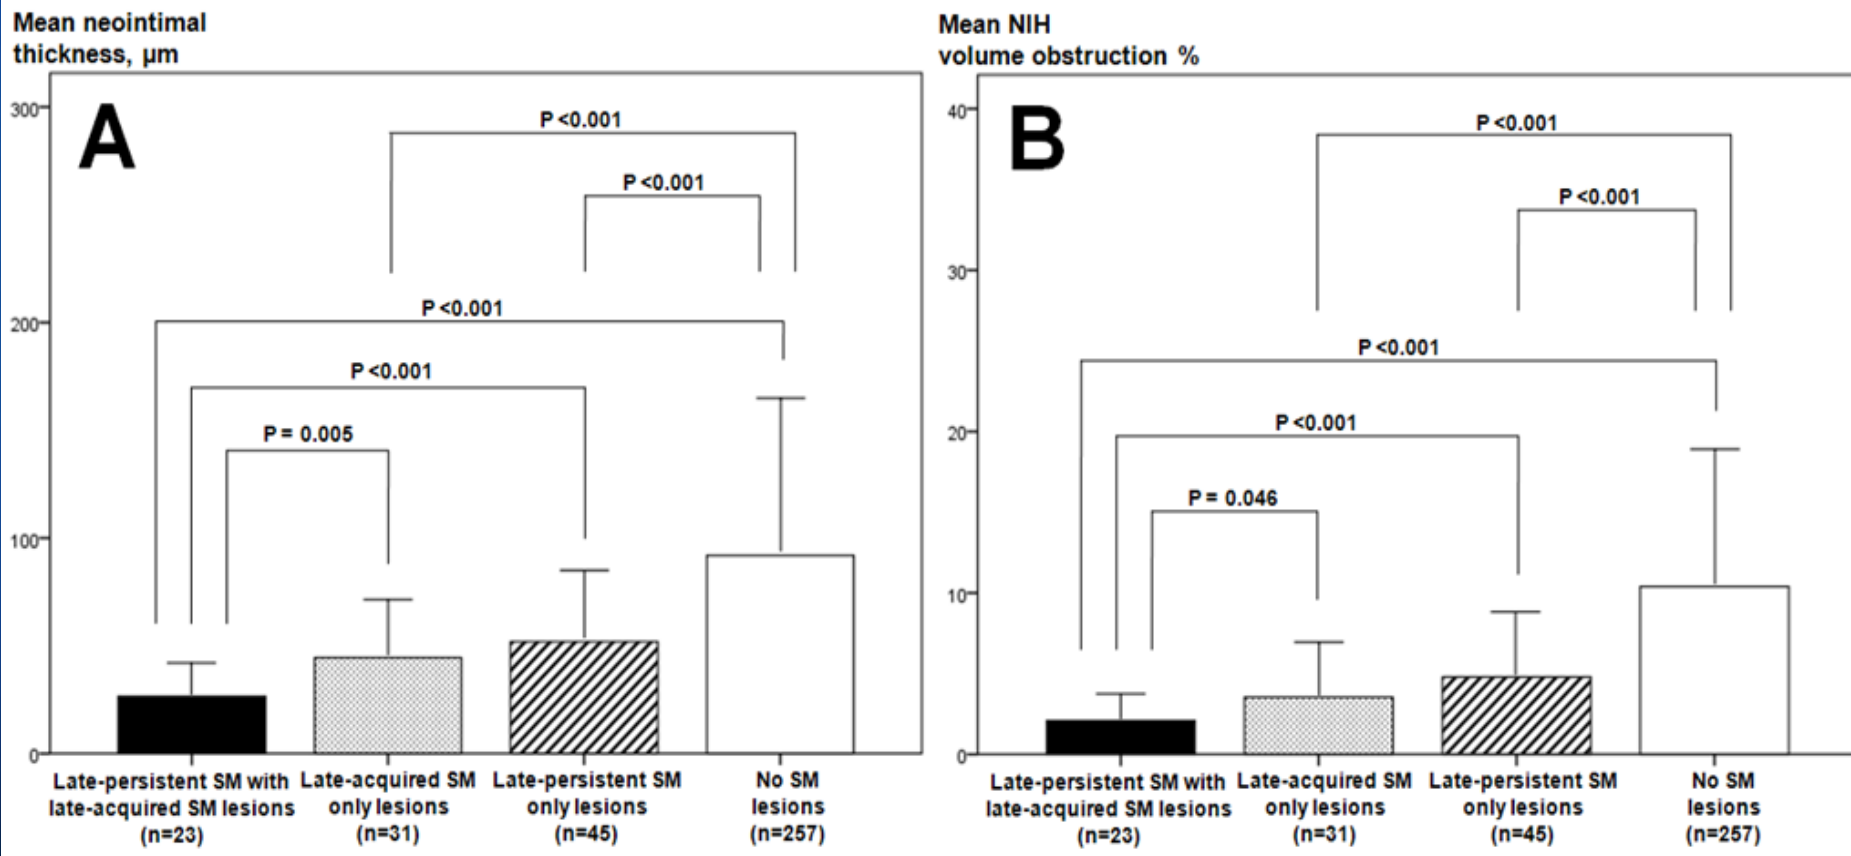 Mean neointimal
thickness, µm
A
300
200
100
0
P <0.001
P <0.001
P <0.001
P <0.001
P = 0.005
Late-persistent SM with
late-acquired SM lesions
(n=23)
Late-acquired SM
only lesions
(n=31)
Late-persistent SM
only lesions
(n=45)
No SM
lesions
(n=257)
Mean NIH
volume obstruction %
B
40
30
20
10
0
P <0.001
P <0.001
P <0.001
P <0.001
P = 0.046
Late-persistent SM with
late-acquired SM lesions
(n=23)
Late-acquired SM
only lesions
(n=31)
Late-persistent SM
only lesions
(n=45)
No SM
lesions
(n=257)